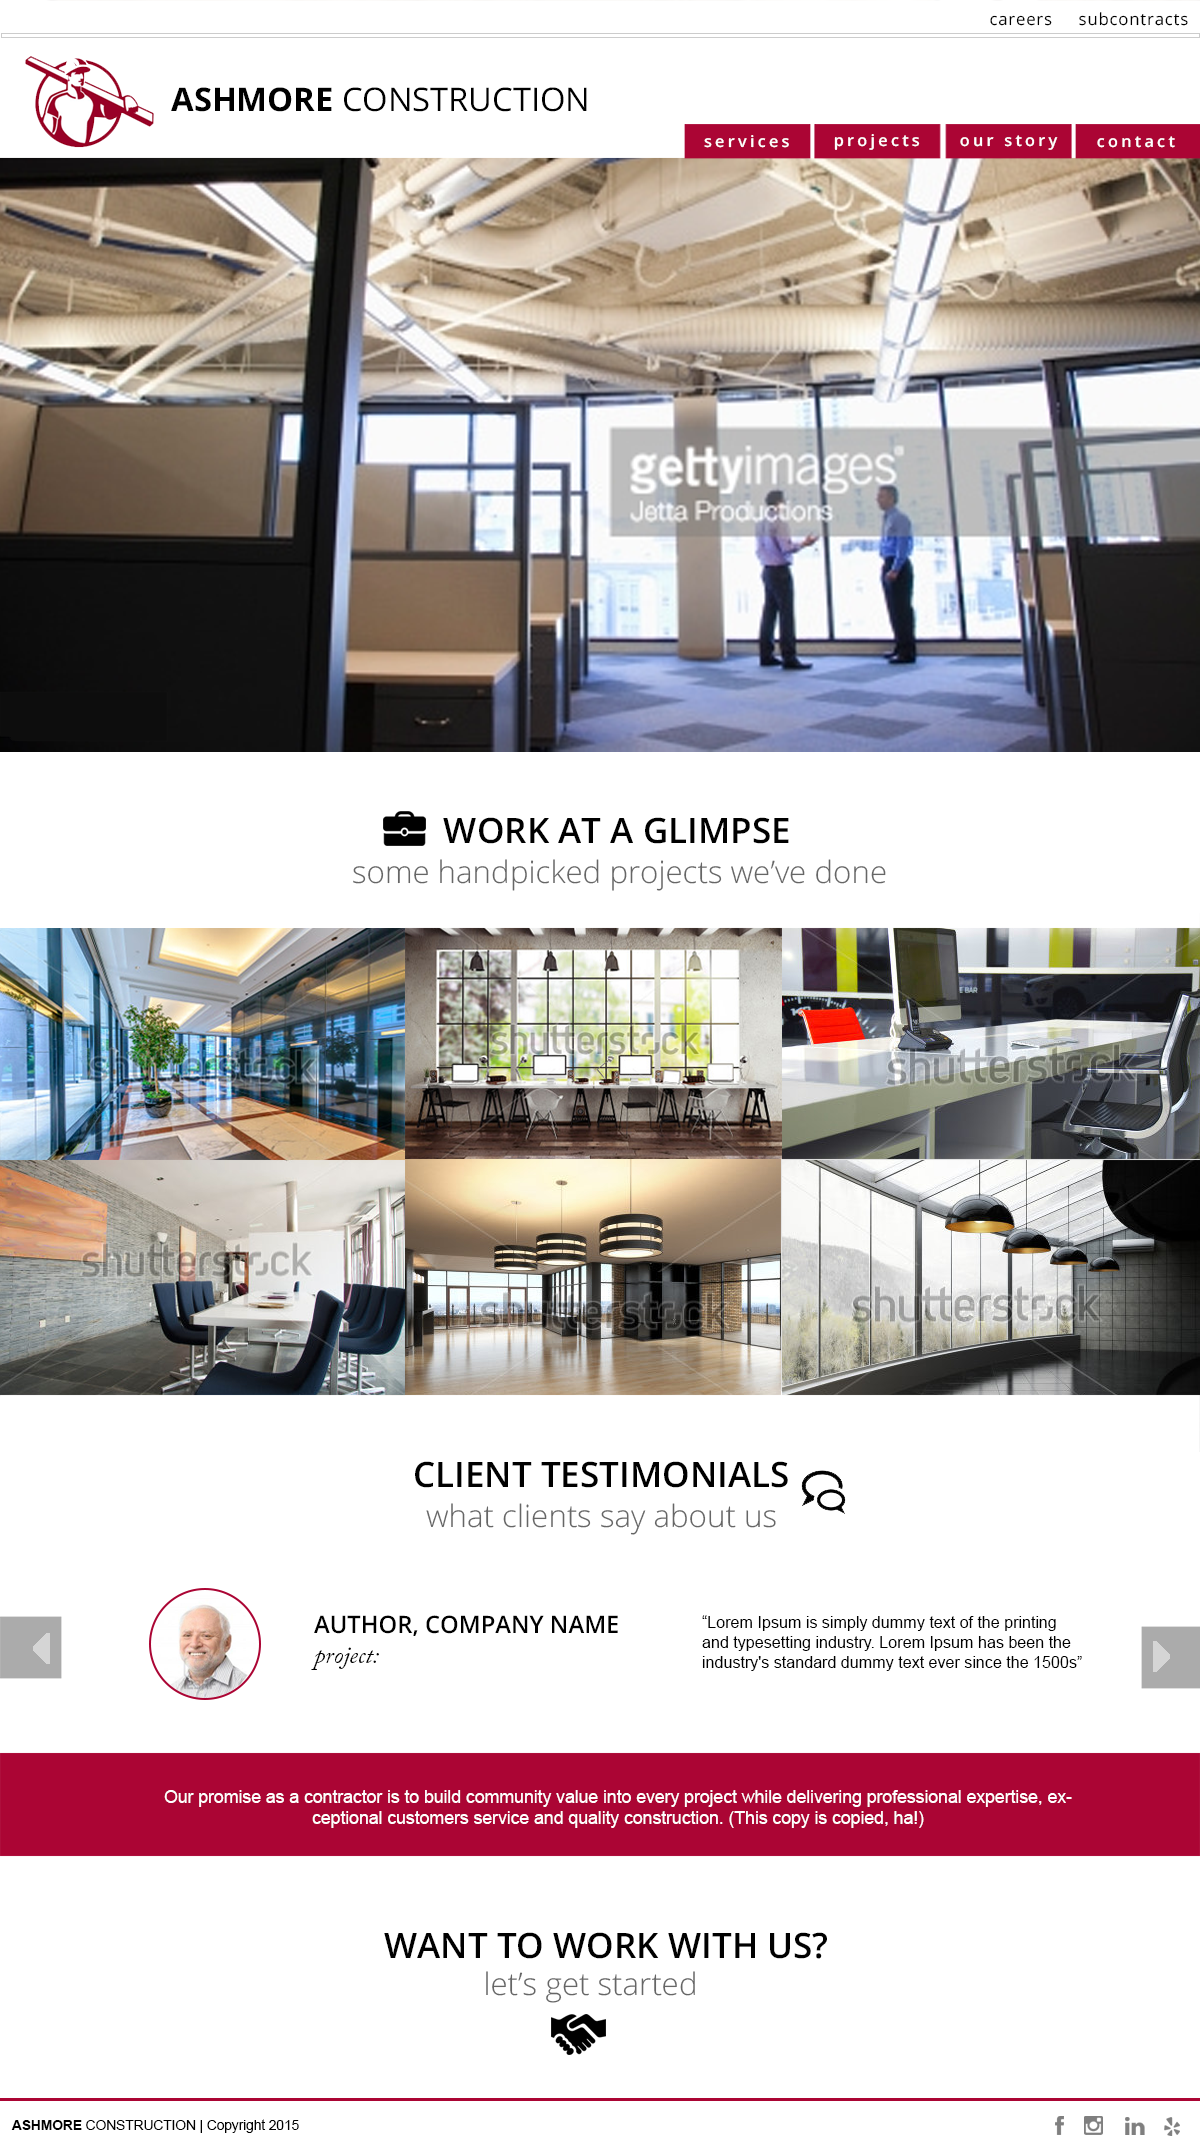 careers subcontracts
ASHMORE CONSTRUCTION
services projects our story contact
gettyimages®
Jetta Productions
WORK AT A GLIMPSE
some handpicked projects we've done
shutterstock
shutterstock
E BAR
shutterstock
shutterstock
shutterstock
shutterstock
CLIENT TESTIMONIALS
what clients say about us
AUTHOR, COMPANY NAME
project:
“Lorem Ipsum is simply dummy text of the printing
and typesetting industry. Lorem Ipsum has been the
industry's standard dummy text ever since the 1500s”
Our promise as a contractor is to build community value into every project while delivering professional expertise, ex-
ceptional customers service and quality construction. (This copy is copied, ha!)
WANT TO WORK WITH US?
let's get started
ASHMORE CONSTRUCTION | Copyright 2015
f in